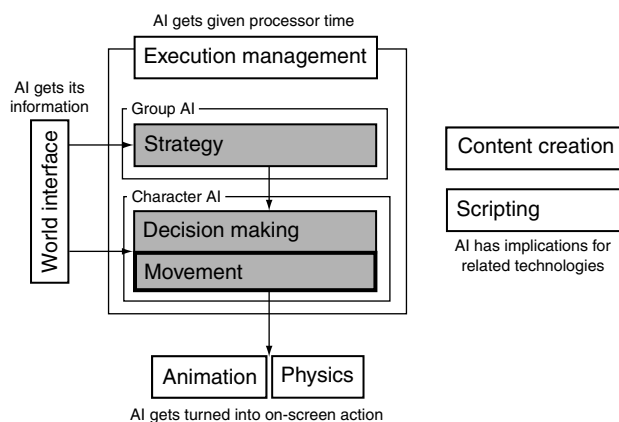 AI gets given processor time
Execution management
AI gets its
information
Group AI
Strategy
World interface
Character AI
Decision making
Movement
Content creation
Scripting
AI has implications for
related technologies
Animation
Physics
AI gets turned into on-screen action